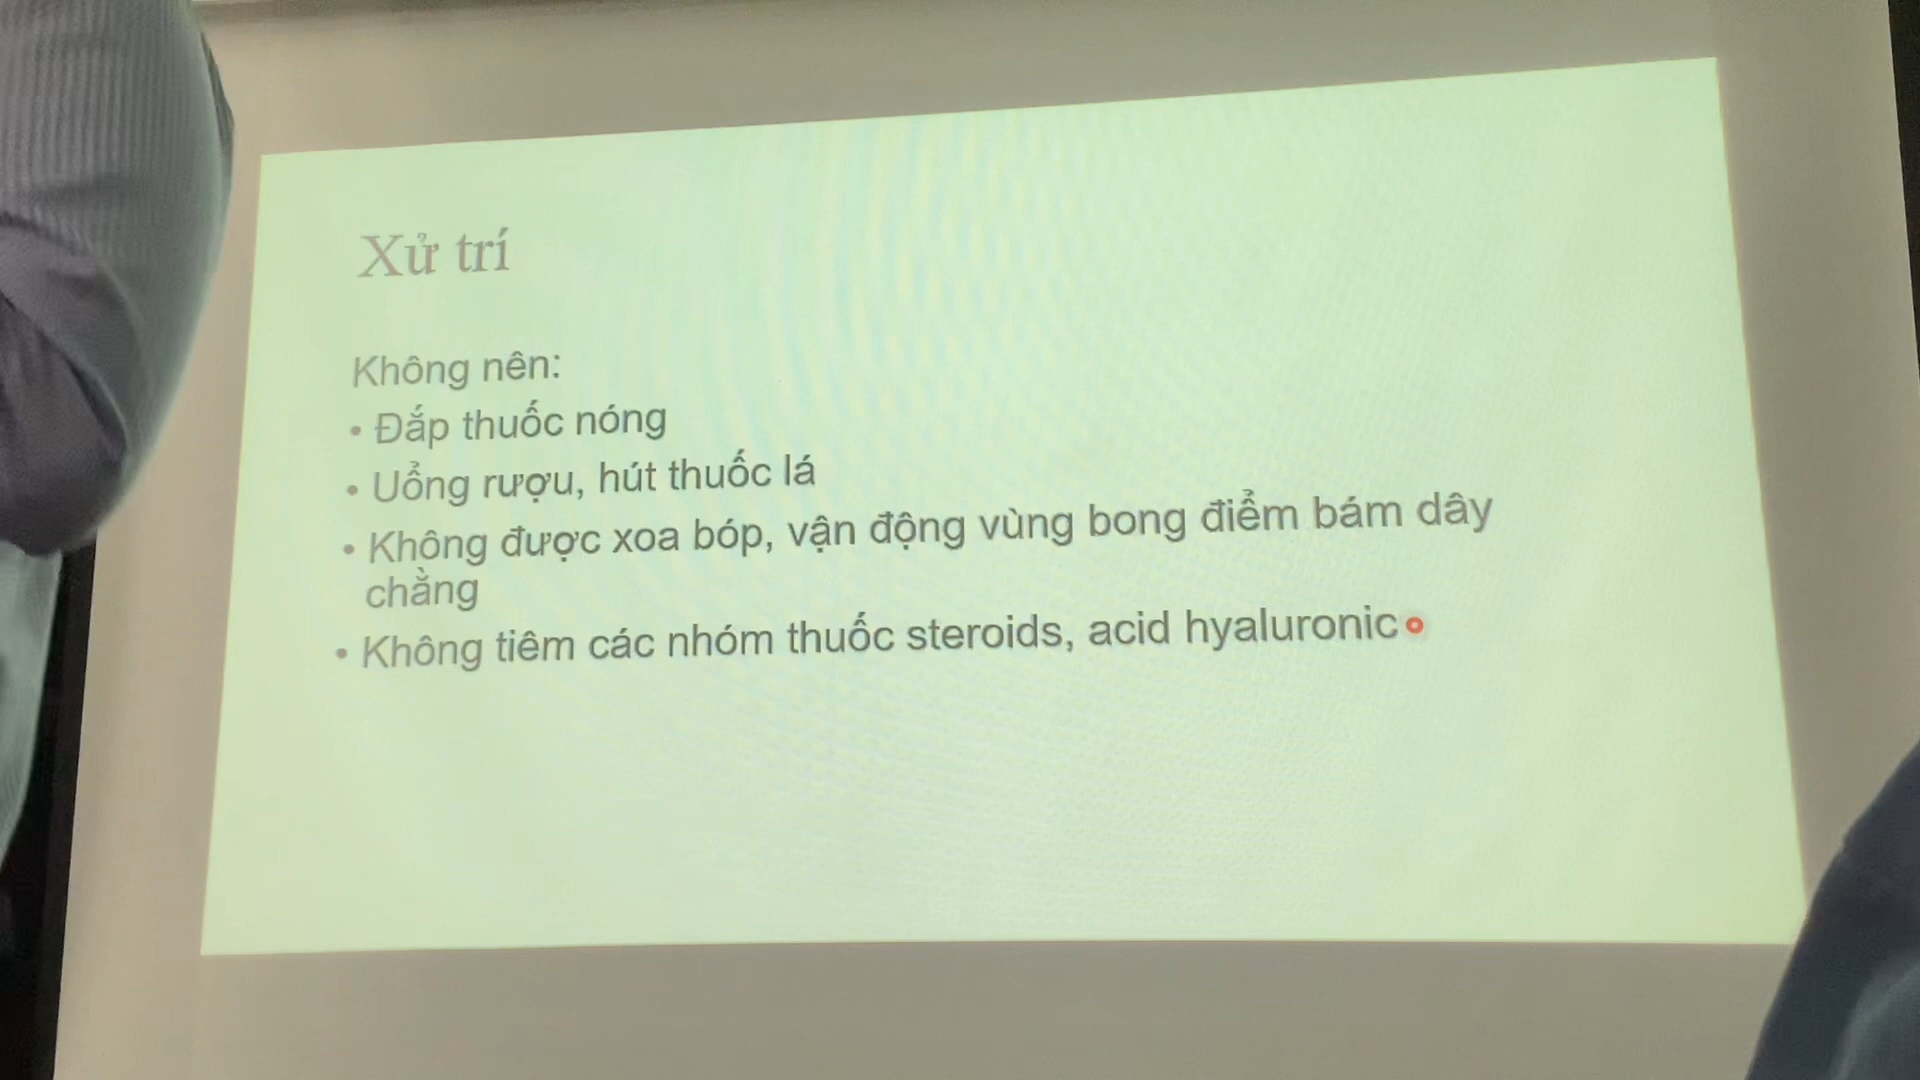 Xử trí
Không nên:
• Đắp thuốc nóng
• Uổng rượu, hút thuốc lá
• Không được xoa bóp, vận động vùng bong điểm bám dây
chằng
• Không tiêm các nhóm thuốc steroids, acid hyaluronic